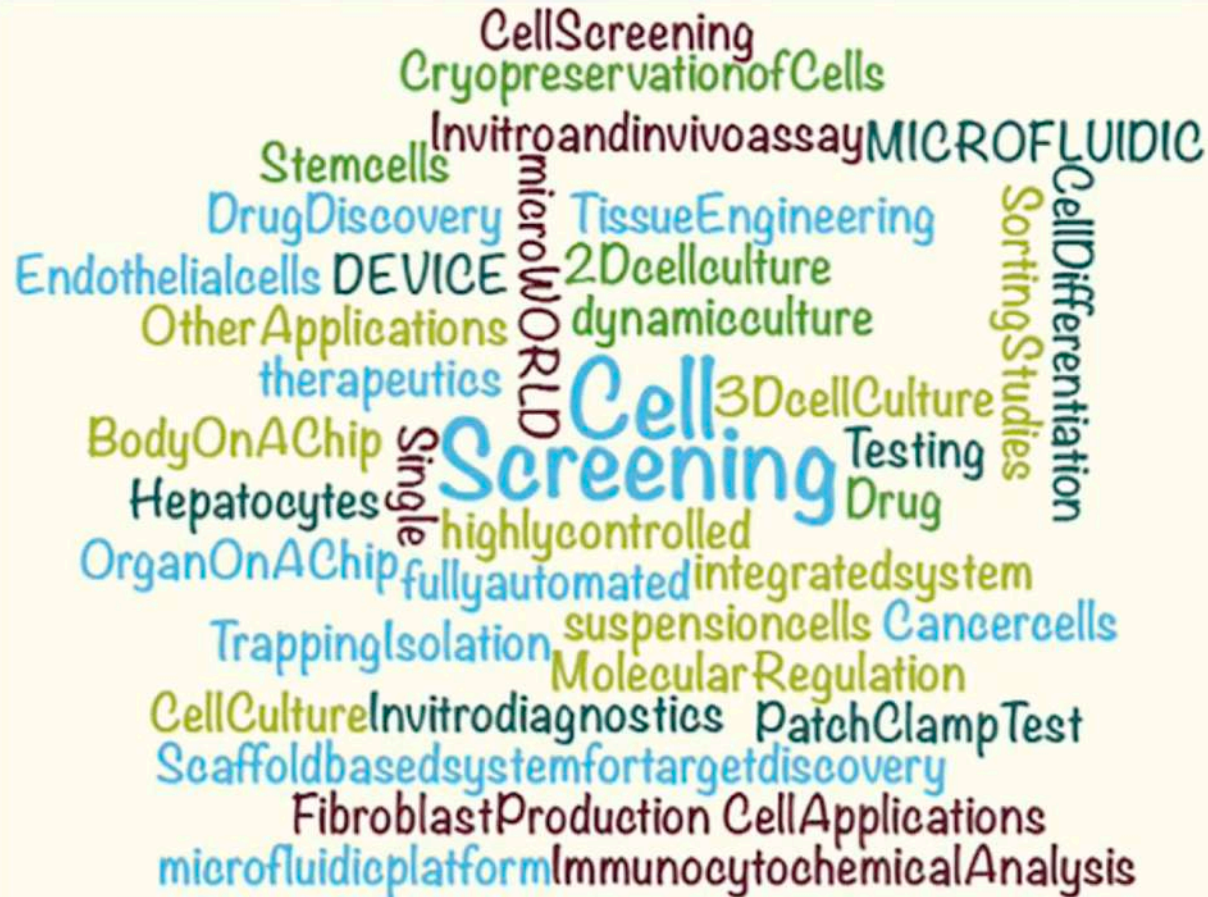 CellScreening
CryopreservationofCells
InvitroandinvivoassayMICROFLUIDIC
Stemcells
microWORLD
DrugDiscovery
TissueEngineering
SortingStudies
CellDifferentiation
Endothelialcells DEVICE
2Dcellculture
OtherApplications
dynamicculture
therapeutics
Cell
3DcellCulture
BodyOnAChip
Single
Screening
Testing
Hepatocytes
Drug
highlycontrolled
OrganOnAChip
fullyautomated
integratedsystem
suspensioncells Cancercells
TrappingIsolation
MolecularRegulation
CellCultureInvitrodiagnostics PatchClampTest
Scaffoldbasedsystemfortargetdiscovery
FibroblastProduction CellApplications
microfluidicplatformImmunocytochemicalAnalysis